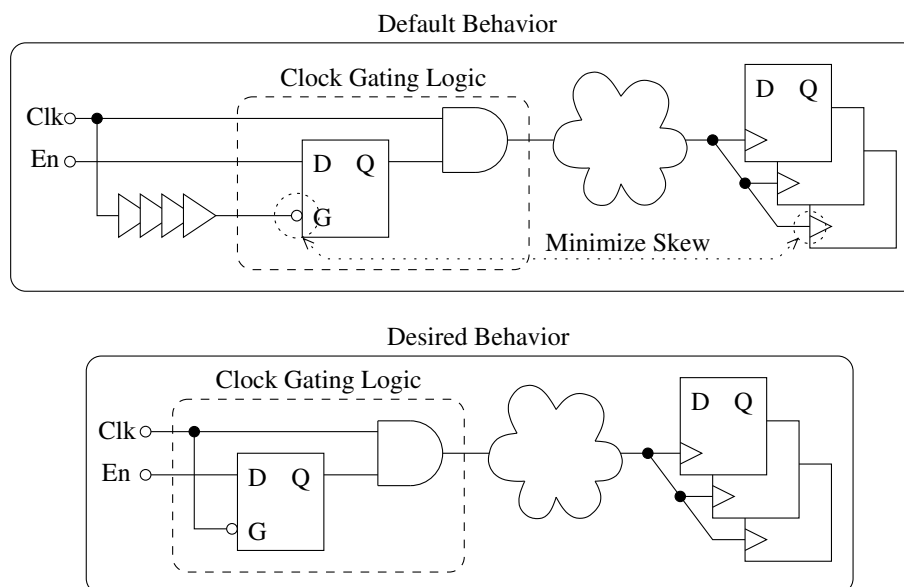 Default Behavior
Clock Gating Logic
D Q
Clk
En
D Q
G
Minimize Skew
Desired Behavior
Clock Gating Logic
D Q
Clk
En
D Q
G